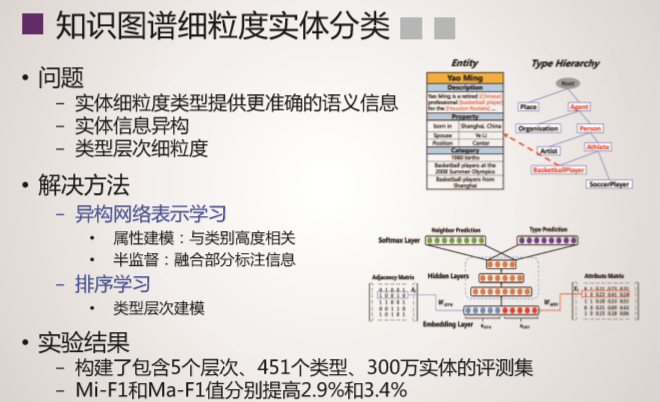 知识图谱细粒度实体分类
• 问题
– 实体细粒度类型提供更准确的语义信息
– 实体信息异构
– 类型层次细粒度
• 解决方法
– 异构网络表示学习
• 属性建模：与类别高度相关
• 半监督：融合部分标注信息
– 排序学习
• 类型层次建模
• 实验结果
– 构建了包含5个层次、451个类型、300万实体的评测集
– Mi-F1和Ma-F1值分别提高2.9%和3.4%
Entity
Yao Ming
Description
Yao Ming is a retired [Chinese]
professional [basketball player]
for the [Houston Rockets] ...
Property
born in Shanghai, China
Spouse Ye Li
Position Center
Category
1980 births
Basketball players at the
2008 Summer Olympics
Basketball players from
Shanghai
Type Hierarchy
Root
Place Agent
Organisation Person
Artist Athlete
BasketballPlayer
SoccerPlayer
Neighbor Prediction Type Prediction
Softmax Layer
Adjacency Matrix Hidden Layers Attribute Matrix
Embedding Layer